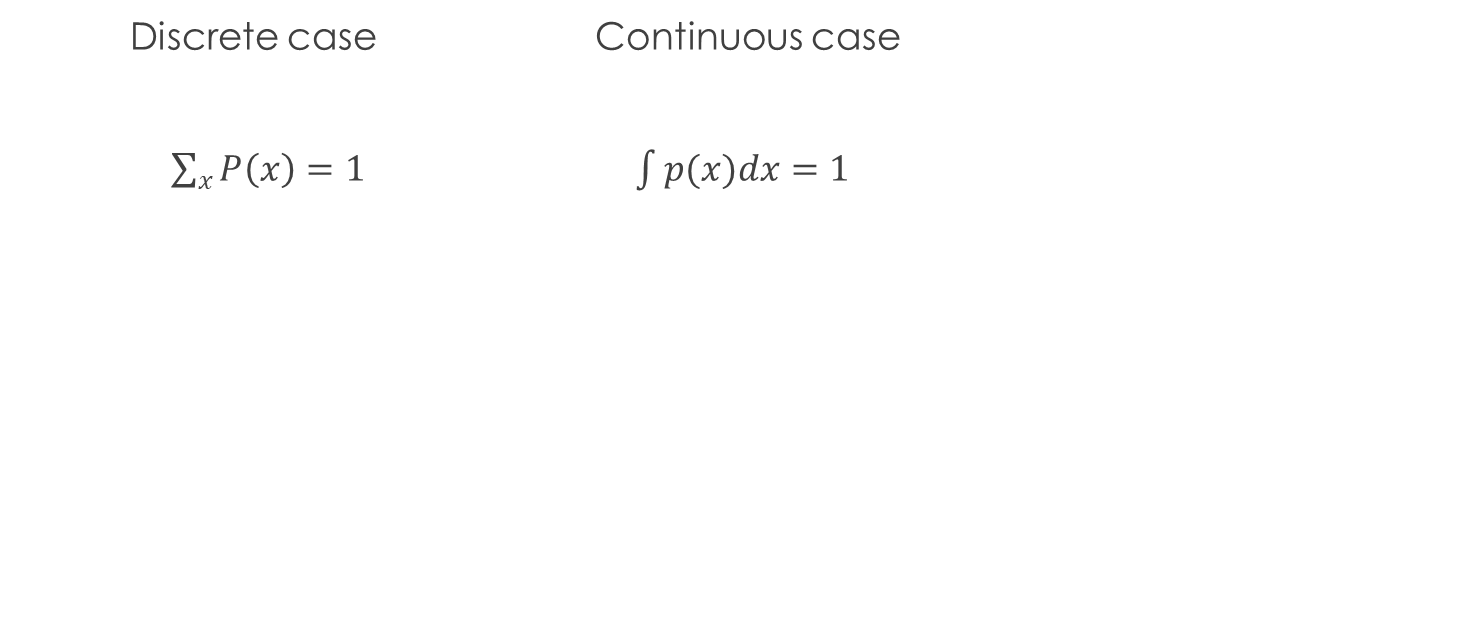 Discrete case Continuous case
∑ₓ P(x) = 1 ∫ p(x)dx = 1